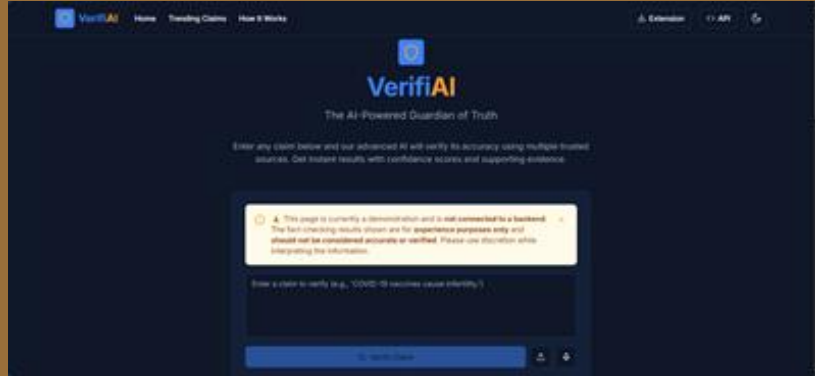 VerifiAI Home Trending Claims How It Works Extension API
VerifiAI
The AI-Powered Guardian of Truth
Enter any claim below and our advanced AI will verify its accuracy using multiple trusted
sources. Get instant results with confidence scores and supporting evidence.
This page is currently a demonstration and is not connected to a backend.
The fact-checking results shown are for experience purposes only and
should not be considered accurate or verified. Please use discretion while
interpreting the information.
Enter a claim to verify (e.g., 'COVID-19 vaccines cause infertility.')
Verify Claim